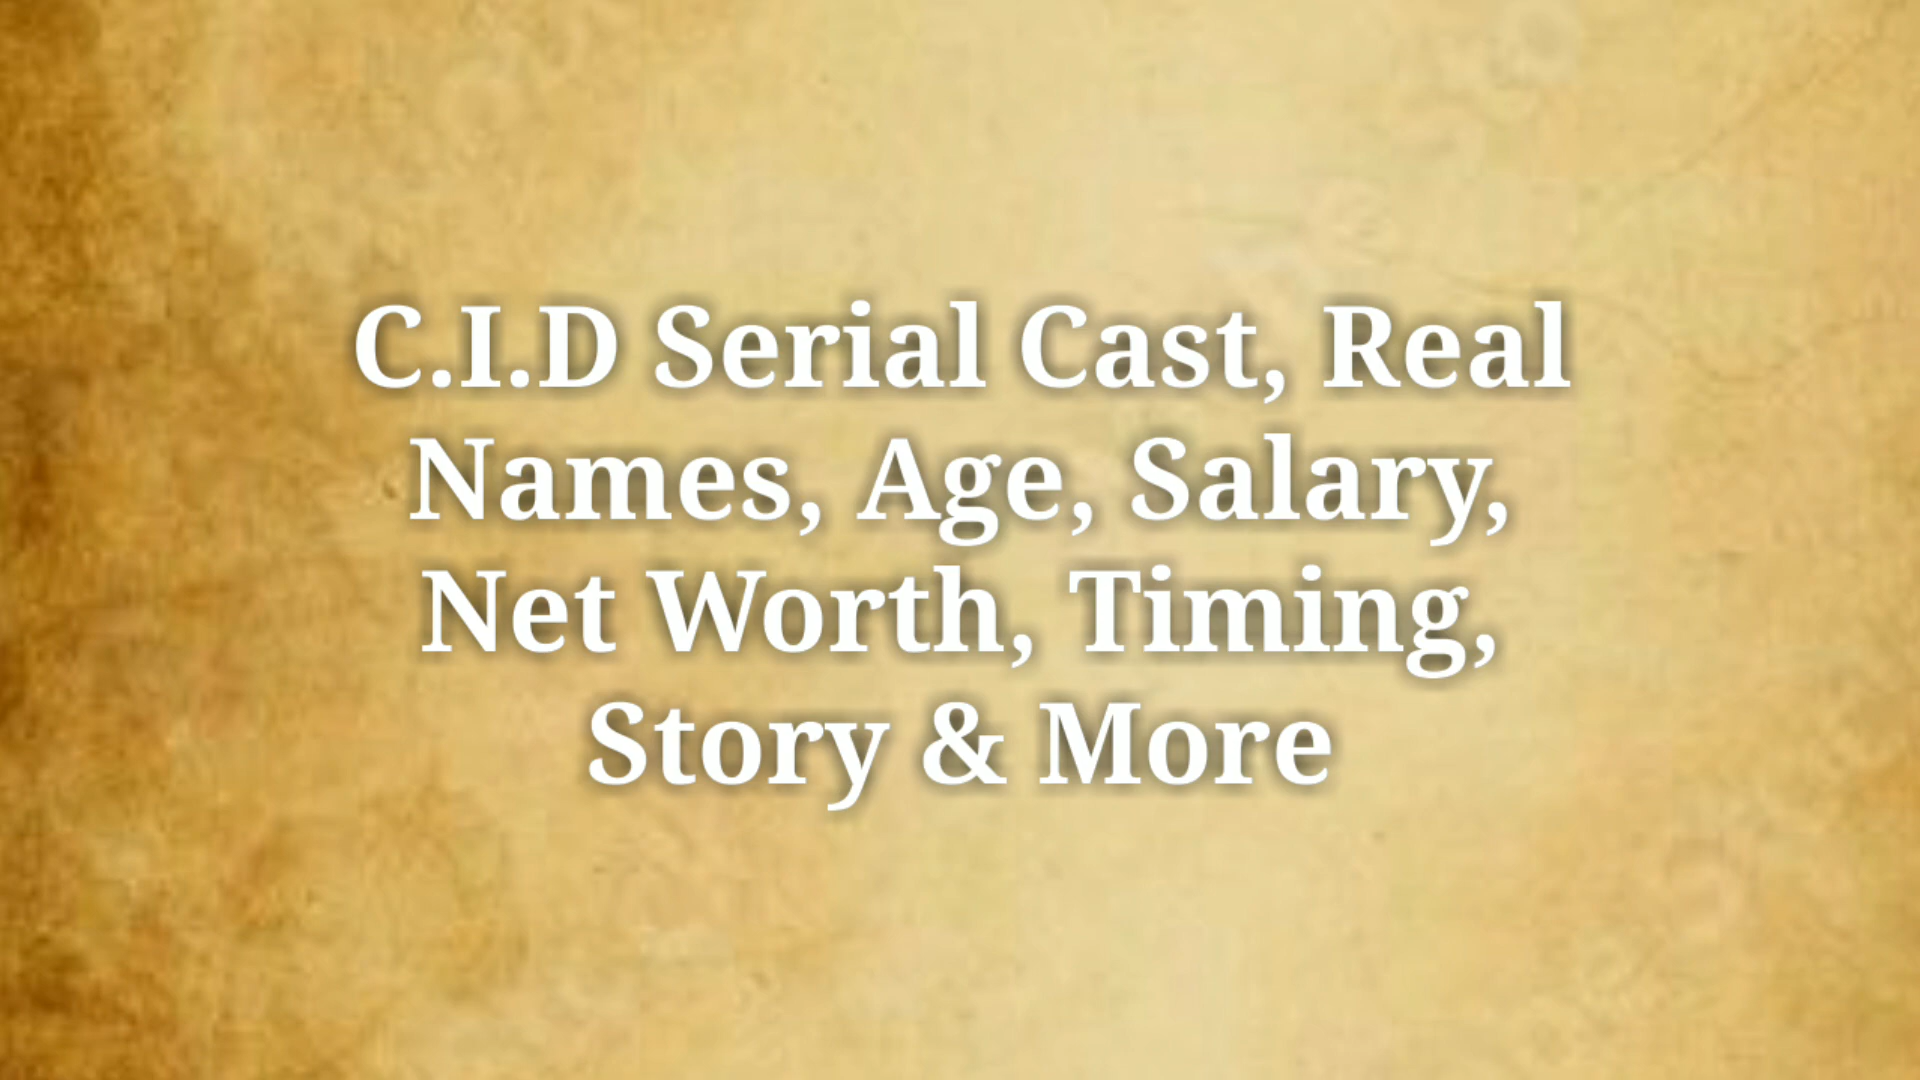 C.I.D Serial Cast, Real
Names, Age, Salary,
Net Worth, Timing,
Story & More